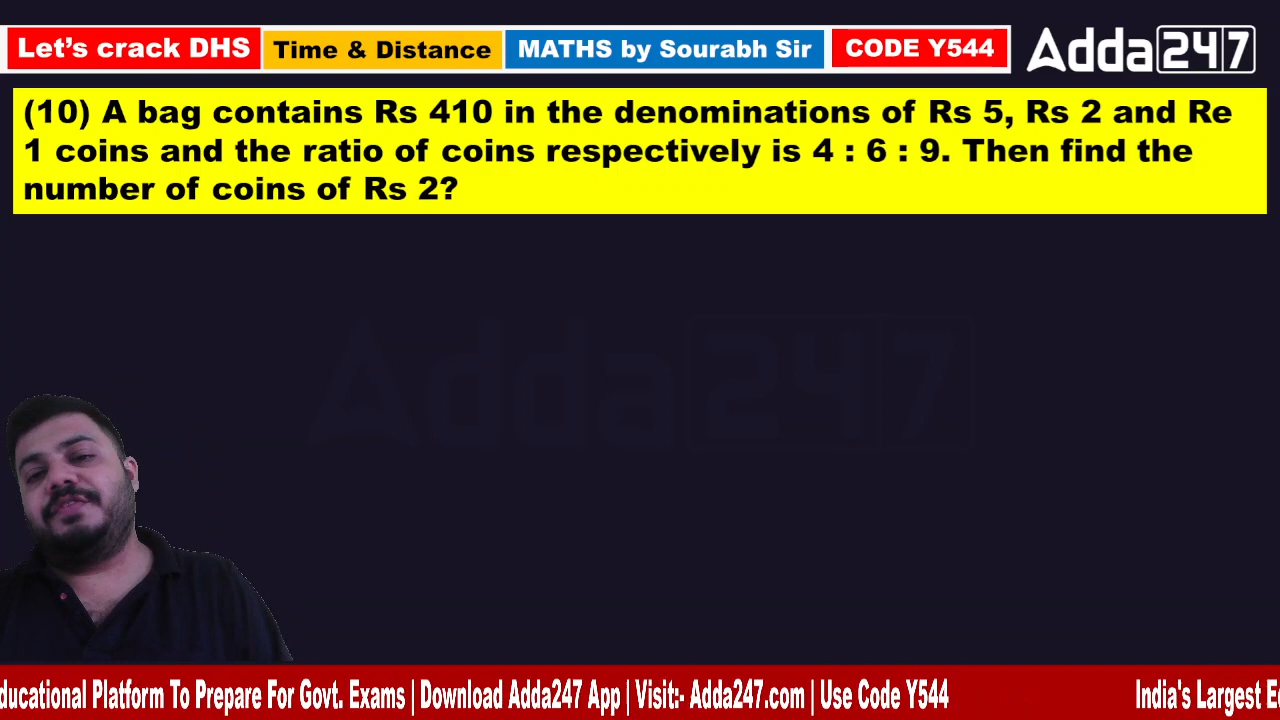 Let's crack DHS
Time & Distance
MATHS by Sourabh Sir
CODE Y544
Adda247
(10) A bag contains Rs 410 in the denominations of Rs 5, Rs 2 and Re
1 coins and the ratio of coins respectively is 4 : 6 : 9. Then find the
number of coins of Rs 2?
Adda247
ducational Platform To Prepare For Govt. Exams | Download Adda247 App | Visit:- Adda247.com | Use Code Y544
India's Largest E